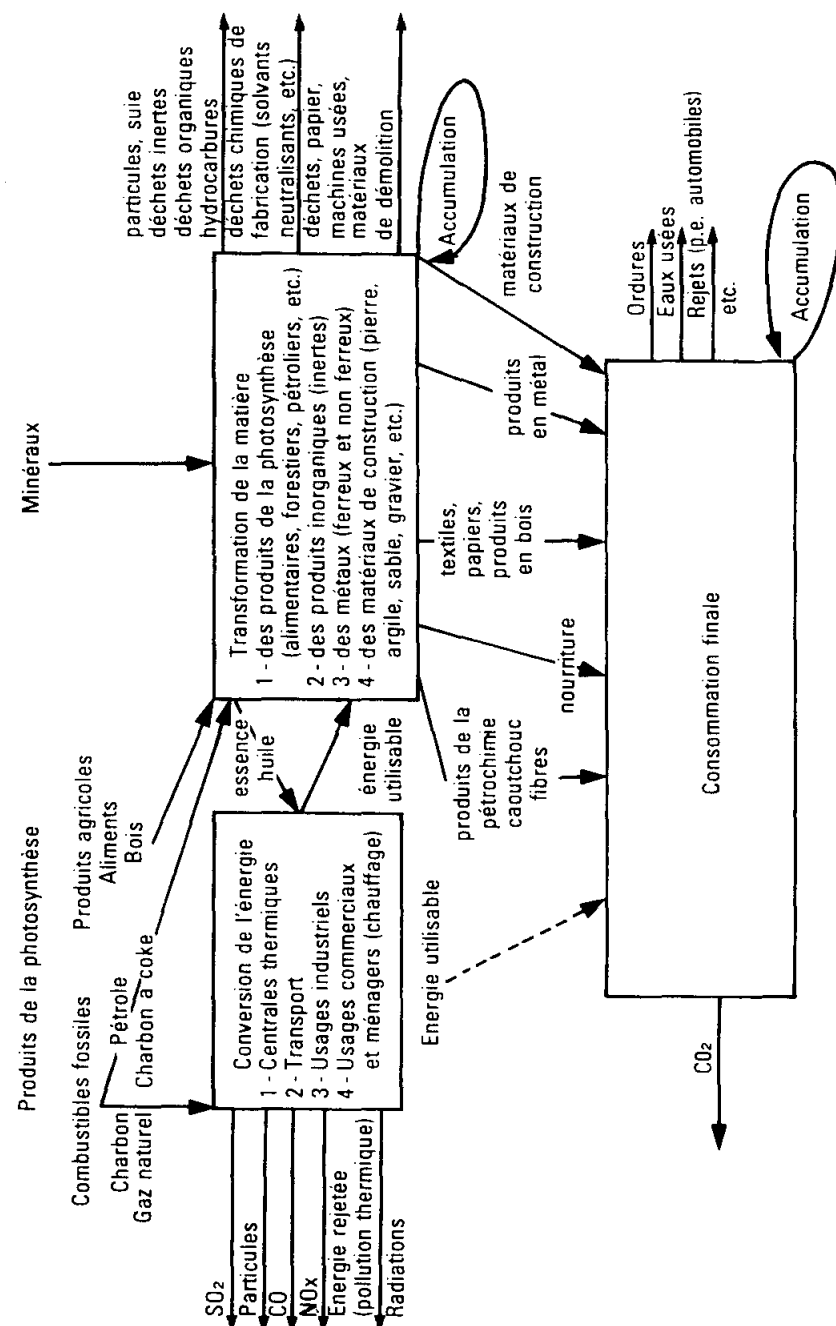 Produits de la photosynthèse
Combustibles fossiles
Charbon
Gaz naturel
Pétrole
Charbon à coke
Produits agricoles
Aliments
Bois
Minéraux
SO₂
Particules
CO
NOx
Energie rejetée
(pollution thermique)
Radiations
Conversion de l'énergie
1 - Centrales thermiques
2 - Transport
3 - Usages industriels
4 - Usages commerciaux
et ménagers (chauffage)
essence
huile
énergie
utilisable
Transformation de la matière
1 - des produits de la photosynthèse
(alimentaires, forestiers, pétroliers, etc.)
2 - des produits inorganiques (inertes)
3 - des métaux (ferreux et non ferreux)
4 - des matériaux de construction (pierre,
argile, sable, gravier, etc.)
particules, suie
déchets inertes
déchets organiques
hydrocarbures
déchets chimiques de
fabrication (solvants
neutralisants, etc.)
déchets, papier,
machines usées,
matériaux
de démolition
Accumulation
Energie utilisable
produits de la
pétrochimie
caoutchouc
fibres
nourriture
textiles,
papiers,
produits
en bois
produits
en métal
matériaux de
construction
CO₂
Consommation finale
Ordures
Eaux usées
Rejets (p.e. automobiles)
etc.
Accumulation